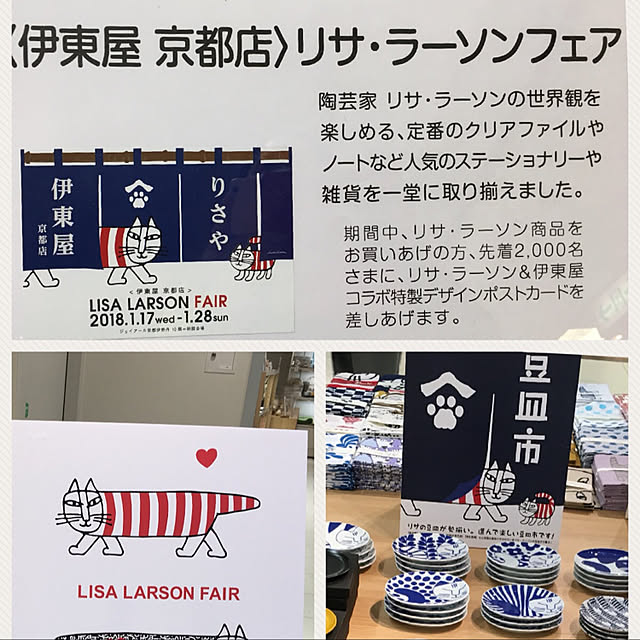 〈伊東屋 京都店〉リサ・ラーソンフェア
陶芸家 リサ・ラーソンの世界観を
楽しめる、定番のクリアファイルや
ノートなど人気のステーショナリーや
雑貨を一堂に取り揃えました。
期間中、リサ・ラーソン商品を
お買いあげの方、先着2,000名
さまに、リサ・ラーソン&伊東屋
コラボ特製デザインポストカードを
差しあげます。
りさや
伊東屋
京都店
< 伊東屋 京都店 >
LISA LARSON FAIR
2018.1.17wed-1.28sun
LISA LARSON FAIR
豆皿市
リサの豆皿が勢揃い。選んで楽しい豆皿市です!